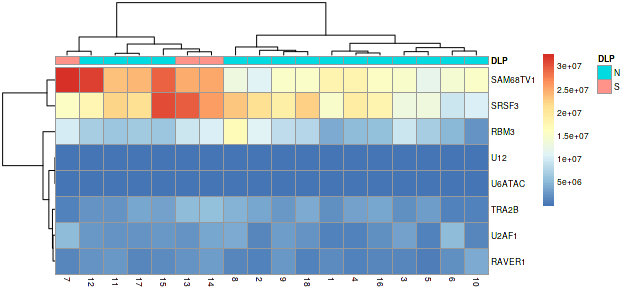 DLP
DLP
N
S
SAM68TV1
SRSF3
RBM3
U12
U6ATAC
TRA2B
U2AF1
RAVER1
3e+07
2.5e+07
2e+07
1.5e+07
1e+07
5e+06
7 12 11 17 15 13 14 8 2 9 18 1 4 16 3 5 6 10